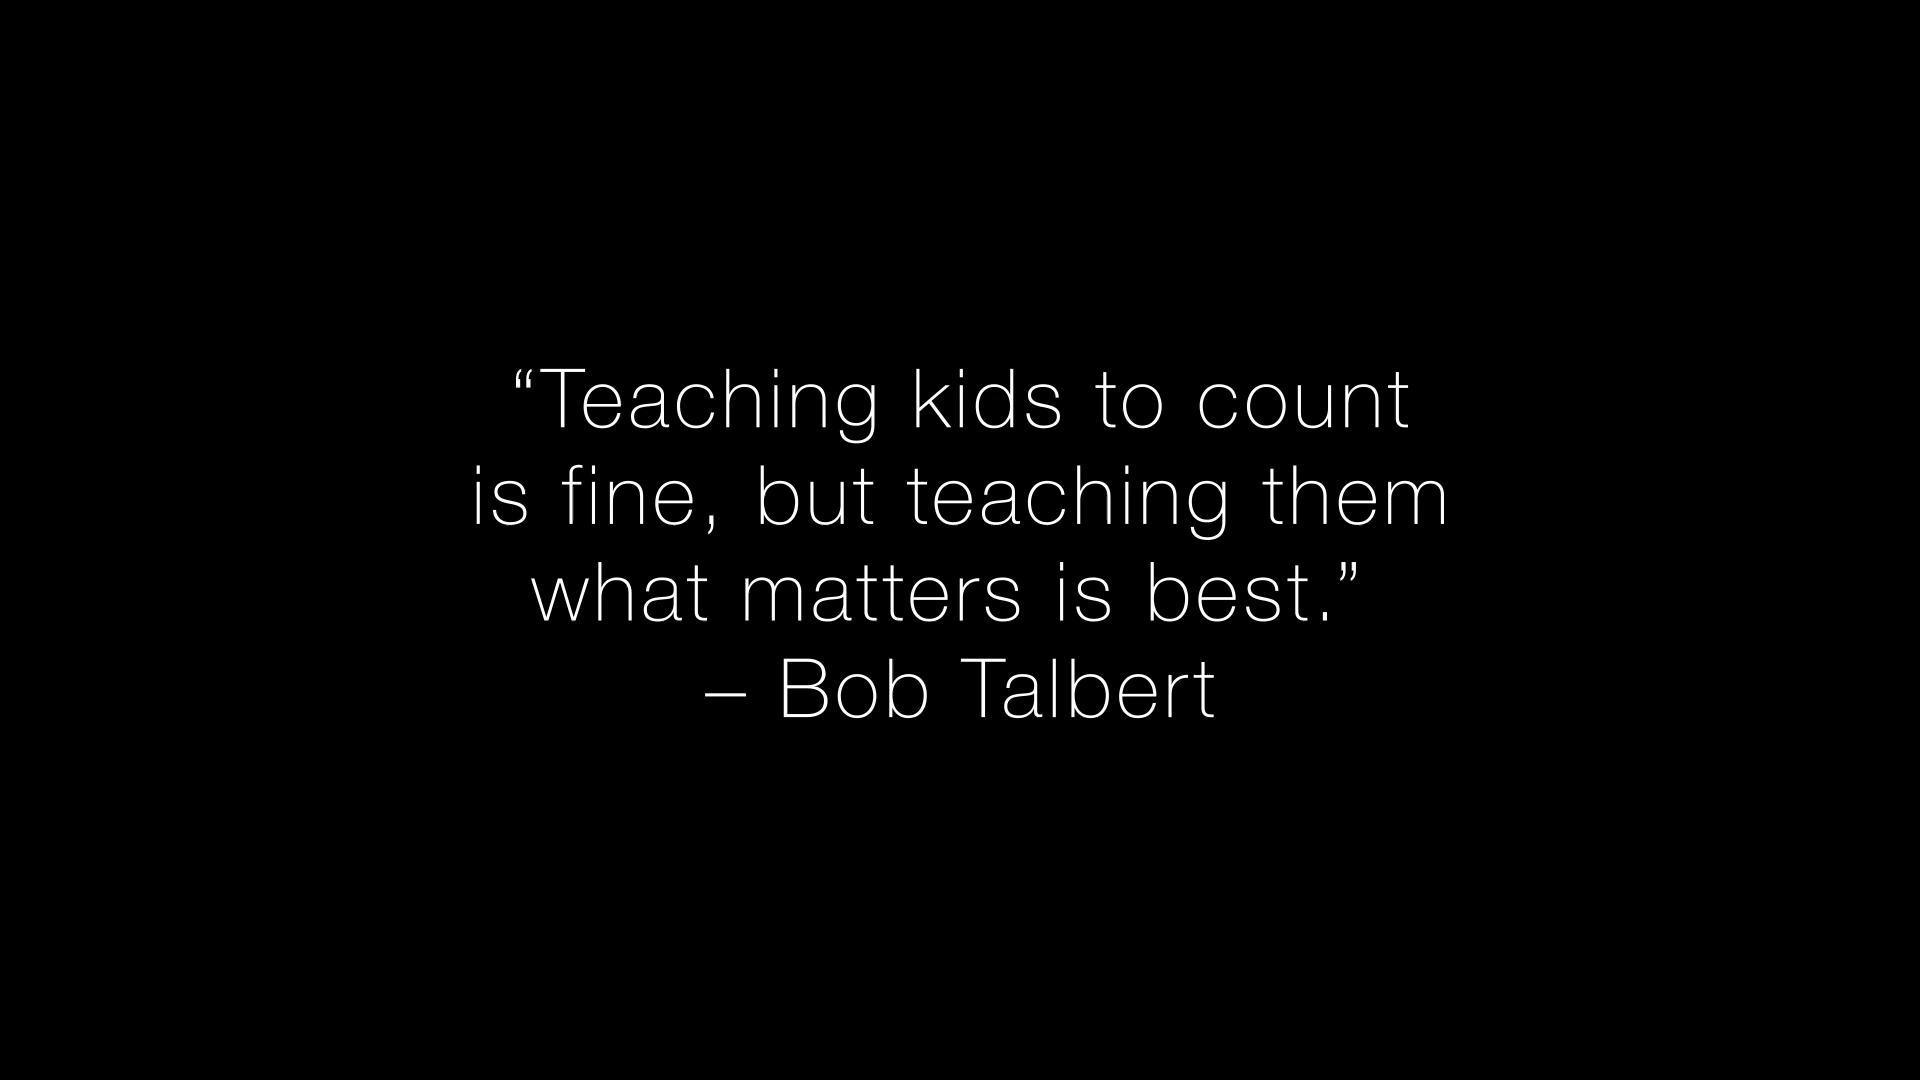 “Teaching kids to count
is fine, but teaching them
what matters is best.”
– Bob Talbert